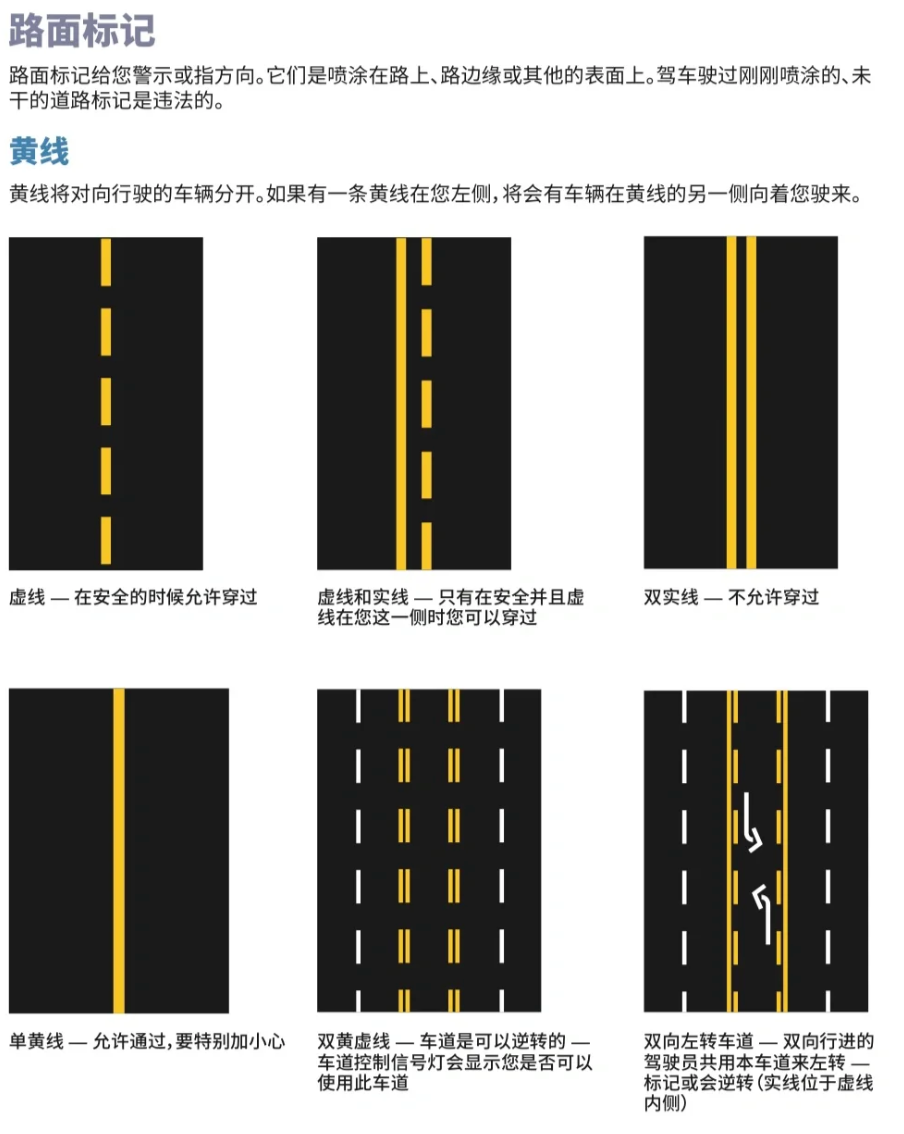 路面标记
路面标记给您警示或指方向。它们是喷涂在路上、路边缘或其他的表面上。驾车驶过刚刚喷涂的、未
干的道路标记是违法的。
黄线
黄线将对向行驶的车辆分开。如果有一条黄线在您左侧，将会有车辆在黄线的另一侧向着您驶来。
虚线 — 在安全的时候允许穿过
虚线和实线 — 只有在安全并且虚
线在您这一侧时您可以穿过
双实线 — 不允许穿过
单黄线 — 允许通过，要特别加小心
双黄虚线 — 车道是可以逆转的 —
车道控制信号灯会显示您是否可以
使用此车道
双向左转车道 — 双向行进的
驾驶员共用本车道来左转 —
标记或会逆转（实线位于虚线
内侧）